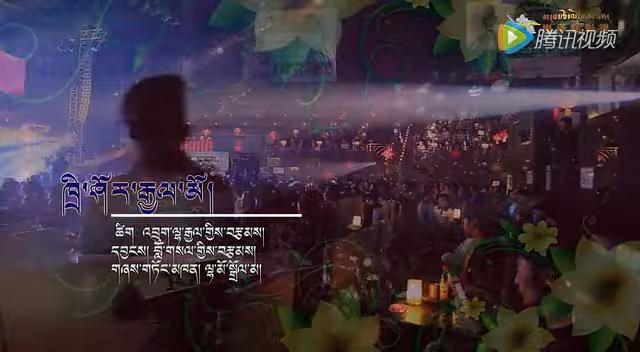 腾讯视频
ཁྲི་ཤོར་རྒྱལ་མོ།
ཚིག འབྲུག་ལྷ་རྒྱལ་གྱིས་བརྩམས།
དབྱངས། བློ་གསལ་གྱིས་བརྩམས།
གཞས་གཏོང་མཁན། ལྷ་མོ་སྒྲོལ་མ།